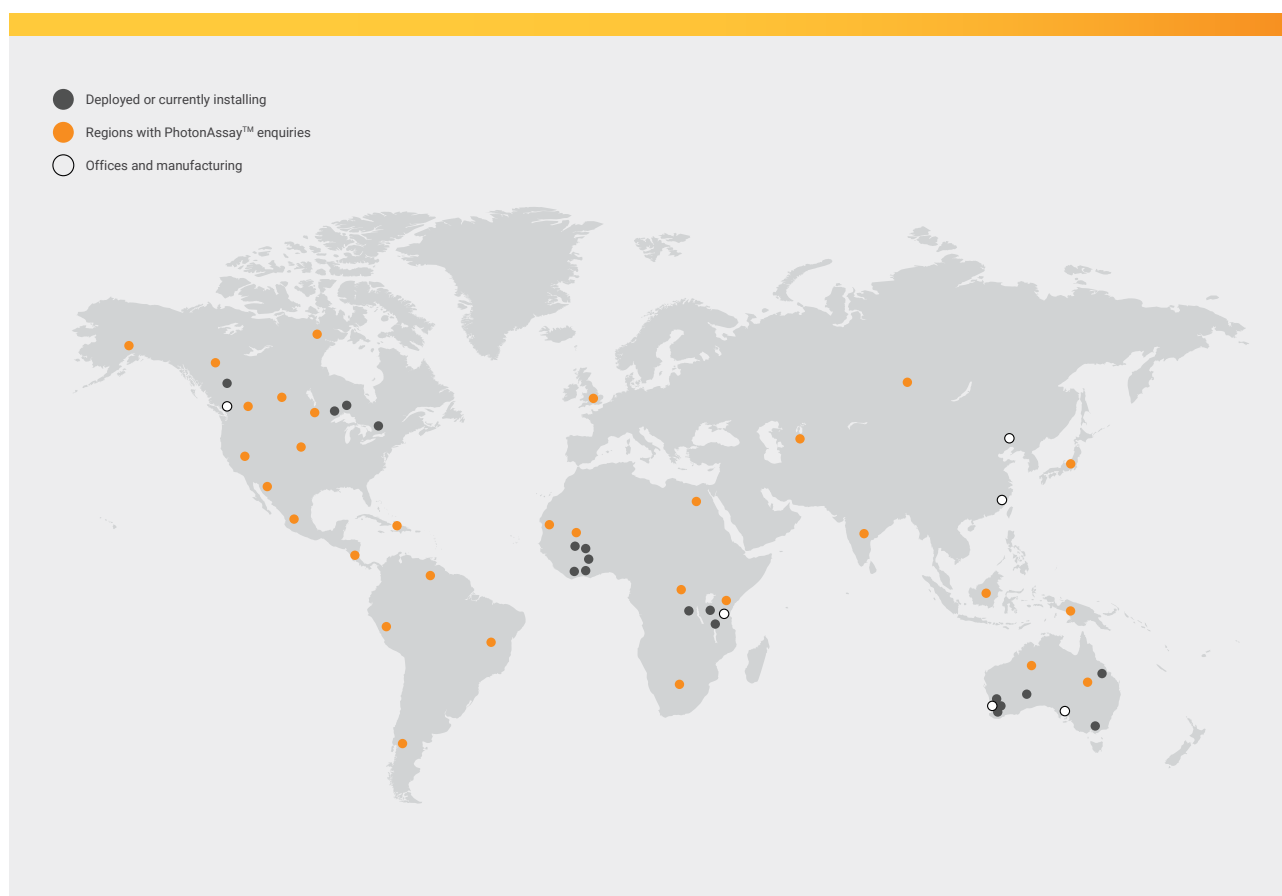 Deployed or currently installing
Regions with PhotonAssay™ enquiries
Offices and manufacturing